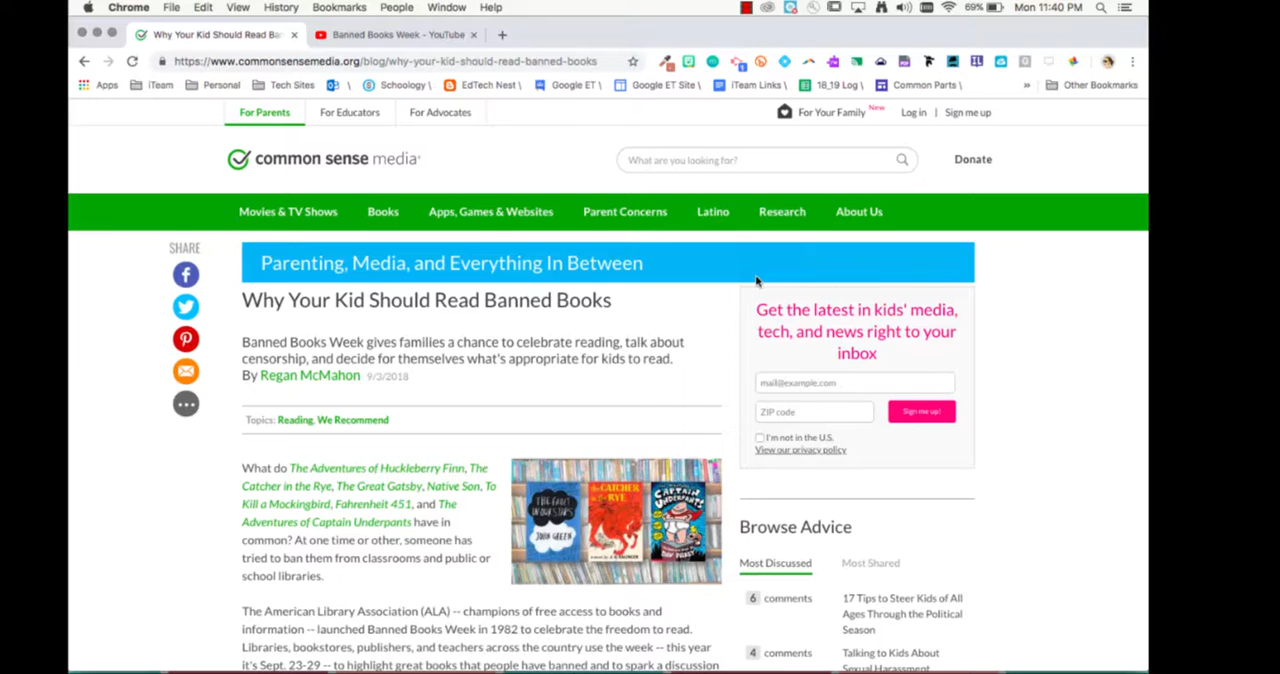 Chrome File Edit View History Bookmarks People Window Help 69% Mon 11:40 PM
Why Your Kid Should Read Ba Banned Books Week - YouTube
https://www.commonsensemedia.org/blog/why-your-kid-should-read-banned-books
Apps iTeam Personal Tech Sites \ Schoology \ EdTech Nest \ Google ET \ Google Site \ iTeam Links \ 18_19 Log \ Common Parts \ » Other Bookmarks
For Parents For Educators For Advocates For Your Family New Log in | Sign me up
common sense media
What are you looking for?
Donate
Movies & TV Shows Books Apps, Games & Websites Parent Concerns Latino Research About Us
SHARE
Parenting, Media, and Everything In Between
Why Your Kid Should Read Banned Books
Banned Books Week gives families a chance to celebrate reading, talk about
censorship, and decide for themselves what's appropriate for kids to read.
By Regan McMahon 9/3/2018
Topics: Reading, We Recommend
What do The Adventures of Huckleberry Finn, The
Catcher in the Rye, The Great Gatsby, Native Son, To
Kill a Mockingbird, Fahrenheit 451, and The
Adventures of Captain Underpants have in
common? At one time or other, someone has
tried to ban them from classrooms and public or
school libraries.
THE FAULT
IN OUR STARS
JOHN GREEN
the CATCHER
in the RYE
CAPTAIN
UNDERPANTS
DAV PILKEY
The American Library Association (ALA) -- champions of free access to books and
information -- launched Banned Books Week in 1982 to celebrate the freedom to read.
Libraries, bookstores, publishers, and teachers across the country use the week -- this year
it's Sept. 23-29 -- to highlight great books that people have banned and to spark a discussion
Get the latest in kids' media,
tech, and news right to your
inbox
mail@example.com
ZIP code Sign me up!
I'm not in the U.S.
View our privacy policy
Browse Advice
Most Discussed Most Shared
6 comments 17 Tips to Steer Kids of All
Ages Through the Political
Season
4 comments Talking to Kids About
Sexual Harassment